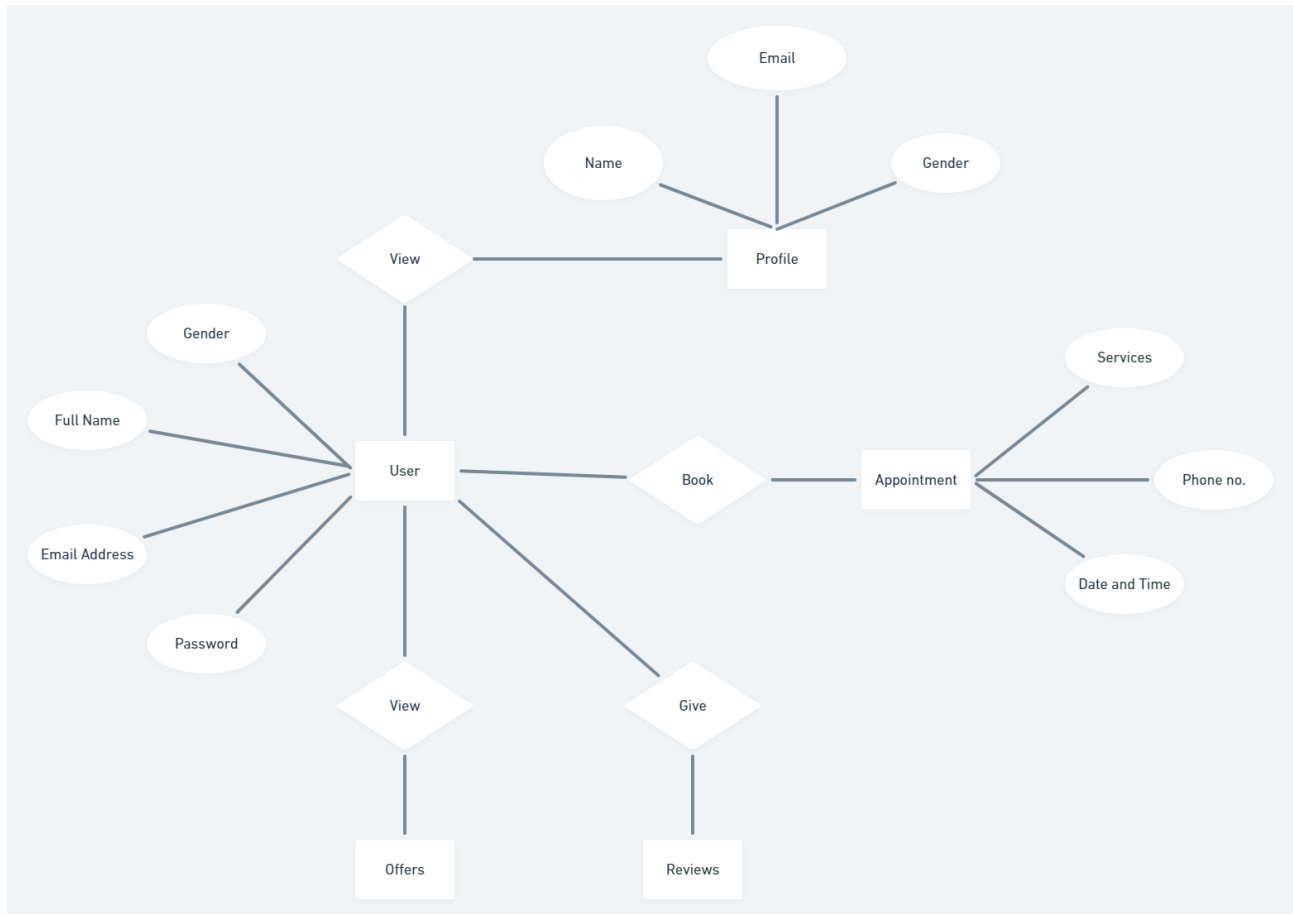 Email
Name
Gender
View
Profile
Gender
Services
Full Name
User
Book
Appointment
Phone no.
Email Address
Date and Time
Password
View
Give
Offers
Reviews